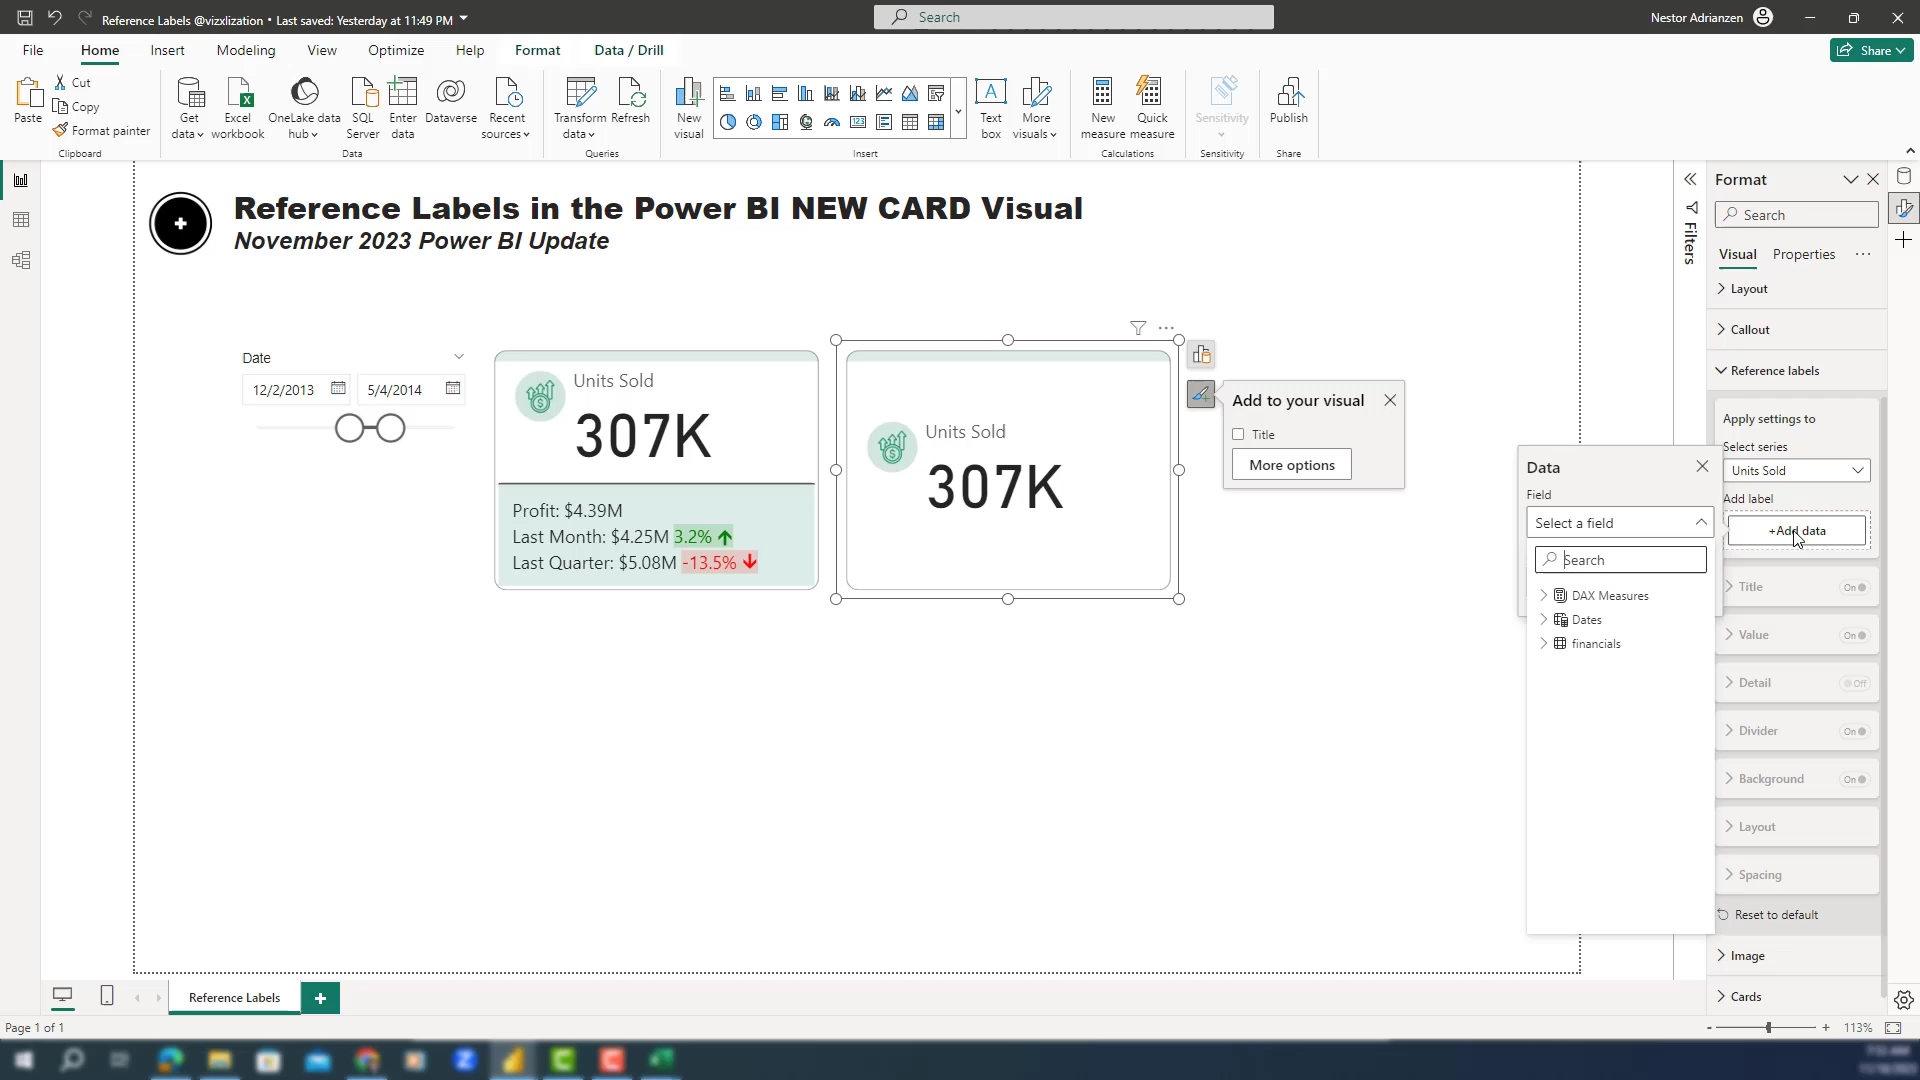 Reference Labels @vizxlization • Last saved: Yesterday at 11:49 PM
Search
Nestor Adrianzen
File Home Insert Modeling View Optimize Help Format Data / Drill
Share
Paste
Cut
Copy
Format painter
Clipboard
Get data
Excel workbook
OneLake data hub
SQL Server
Enter data
Dataverse
Recent sources
Data
Transform data
Refresh
Queries
New visual
Text box
More visuals
Insert
New measure
Quick measure
Calculations
Sensitivity
Sensitivity
Publish
Share
Reference Labels in the Power BI NEW CARD Visual
November 2023 Power BI Update
Date
12/2/2013
5/4/2014
Units Sold
307K
Profit: $4.39M
Last Month: $4.25M 3.2%
Last Quarter: $5.08M -13.5%
Units Sold
307K
Add to your visual
Title
More options
Data
Field
Select a field
Search
DAX Measures
Dates
financials
Filters
Format
Search
Visual Properties
Layout
Callout
Reference labels
Apply settings to
Select series
Units Sold
Add label
+Add data
Title On
Value On
Detail Off
Divider On
Background On
Layout
Spacing
Reset to default
Image
Cards
Reference Labels
Page 1 of 1
- + 113%